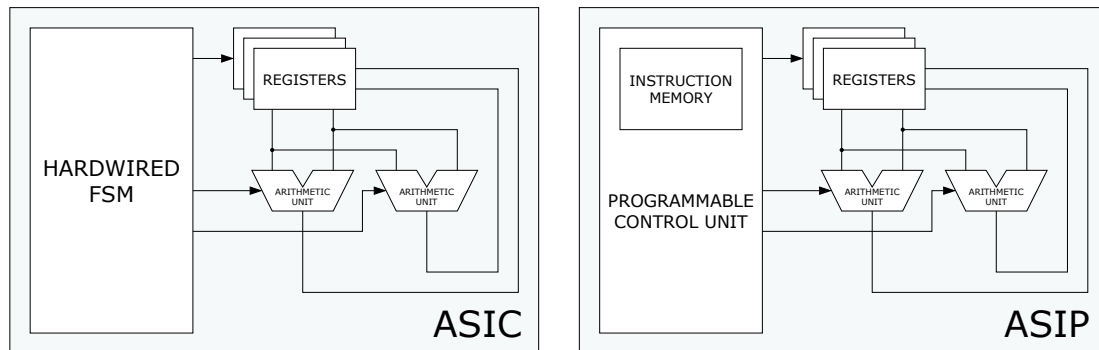 HARDWIRED
FSM
REGISTERS
ARITHMETIC
UNIT
ARITHMETIC
UNIT
ASIC
INSTRUCTION
MEMORY
PROGRAMMABLE
CONTROL UNIT
REGISTERS
ARITHMETIC
UNIT
ARITHMETIC
UNIT
ASIP